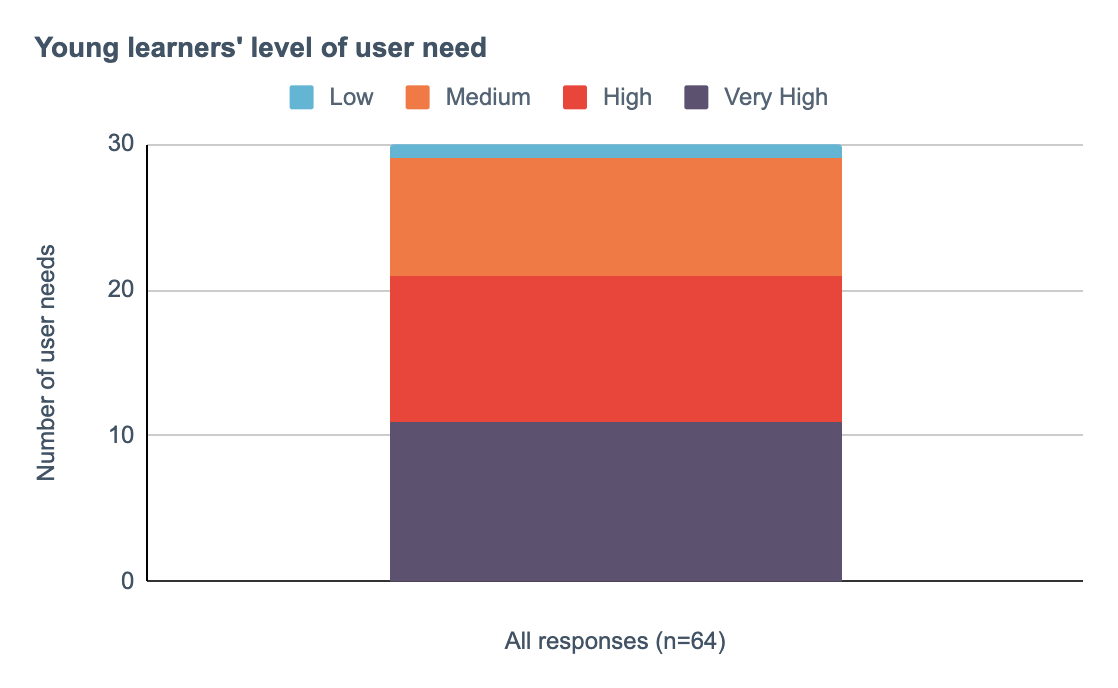 Young learners' level of user need
Low Medium High Very High
30
20
10
0
Number of user needs
All responses (n=64)